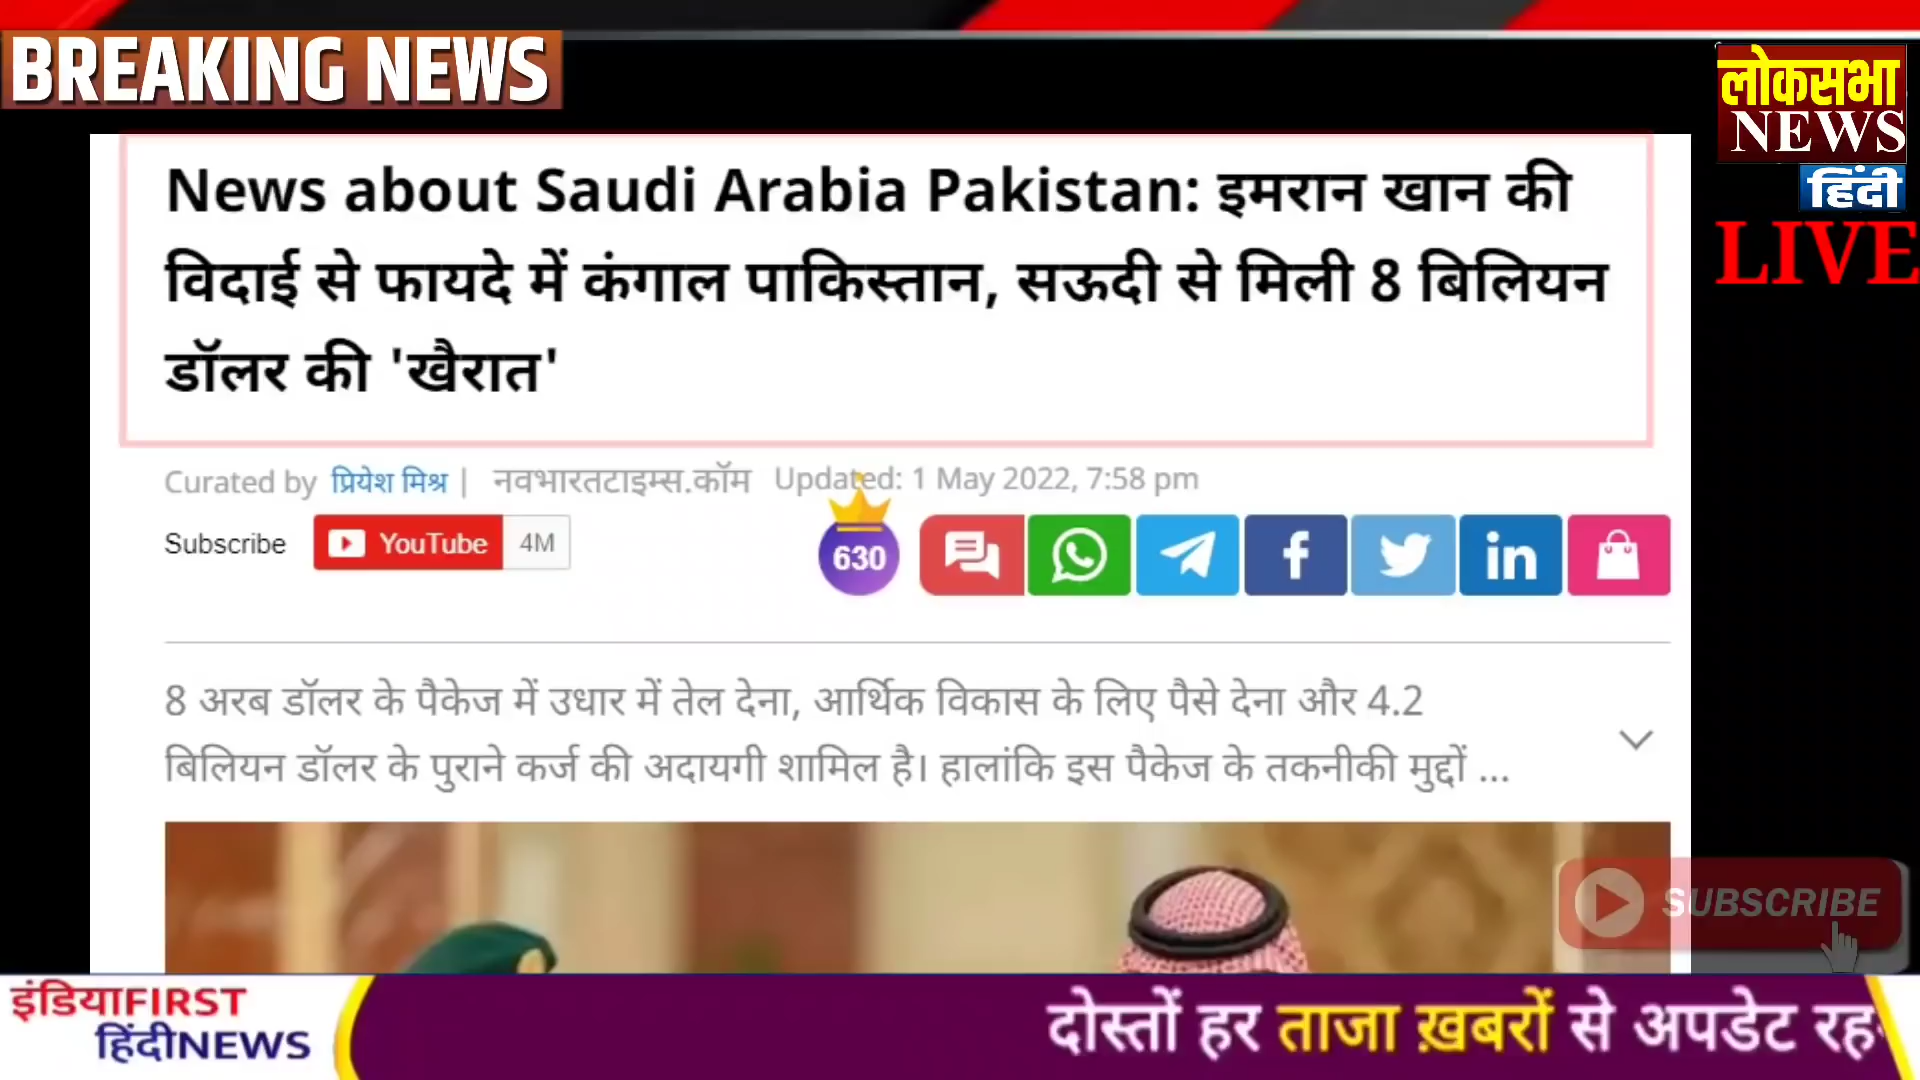 BREAKING NEWS
लोकसभा
NEWS
हिंदी
LIVE
News about Saudi Arabia Pakistan: इमरान खान की
विदाई से फायदे में कंगाल पाकिस्तान, सऊदी से मिली 8 बिलियन
डॉलर की 'खैरात'
Curated by प्रियेश मिश्र | नवभारतटाइम्स.कॉम Updated: 1 May 2022, 7:58 pm
Subscribe YouTube 4M
630
8 अरब डॉलर के पैकेज में उधार में तेल देना, आर्थिक विकास के लिए पैसे देना और 4.2
बिलियन डॉलर के पुराने कर्ज की अदायगी शामिल है। हालांकि इस पैकेज के तकनीकी मुद्दों ...
SUBSCRIBE
इंडियाFIRST
हिंदीNEWS
दोस्तों हर ताजा ख़बरों से अपडेट